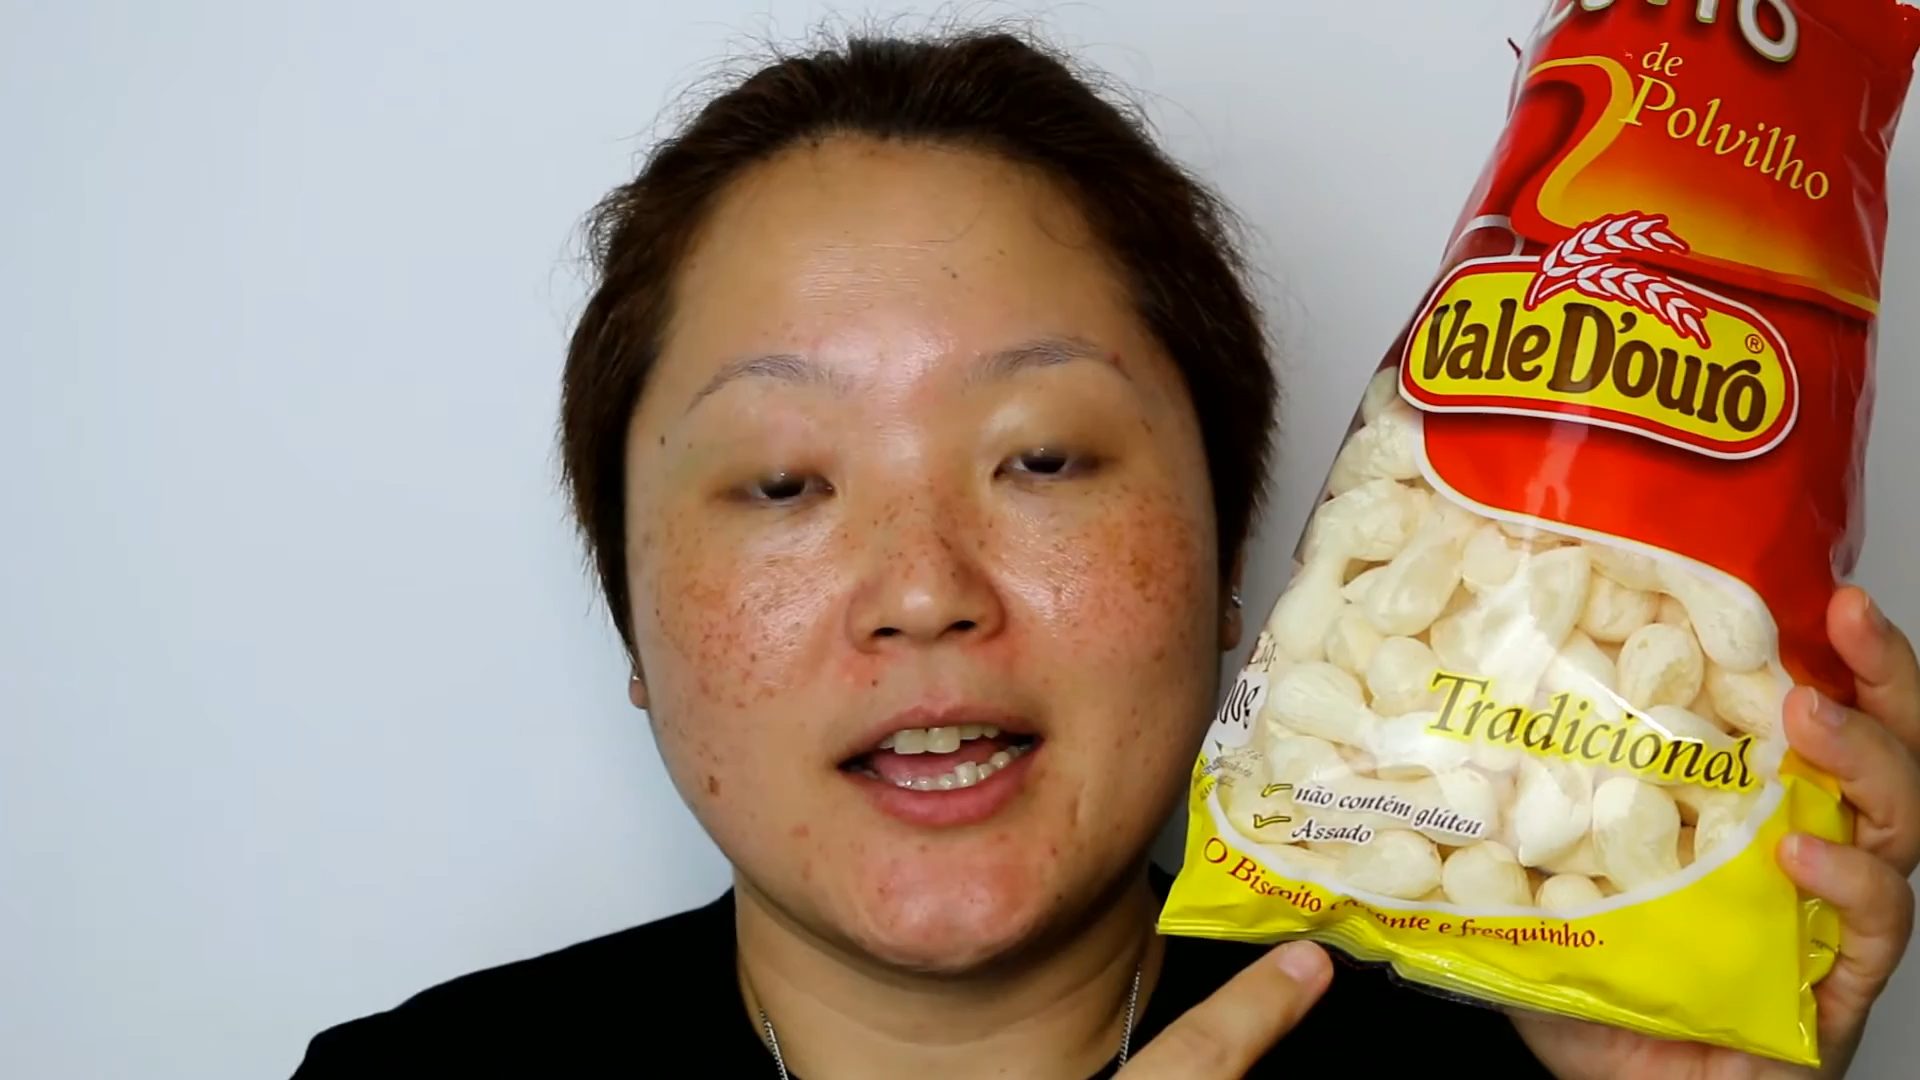 de
Polvilho
Vale D'ouro
®
Tradicional
não contém glúten
Assado
O Biscoito e fresquinho.